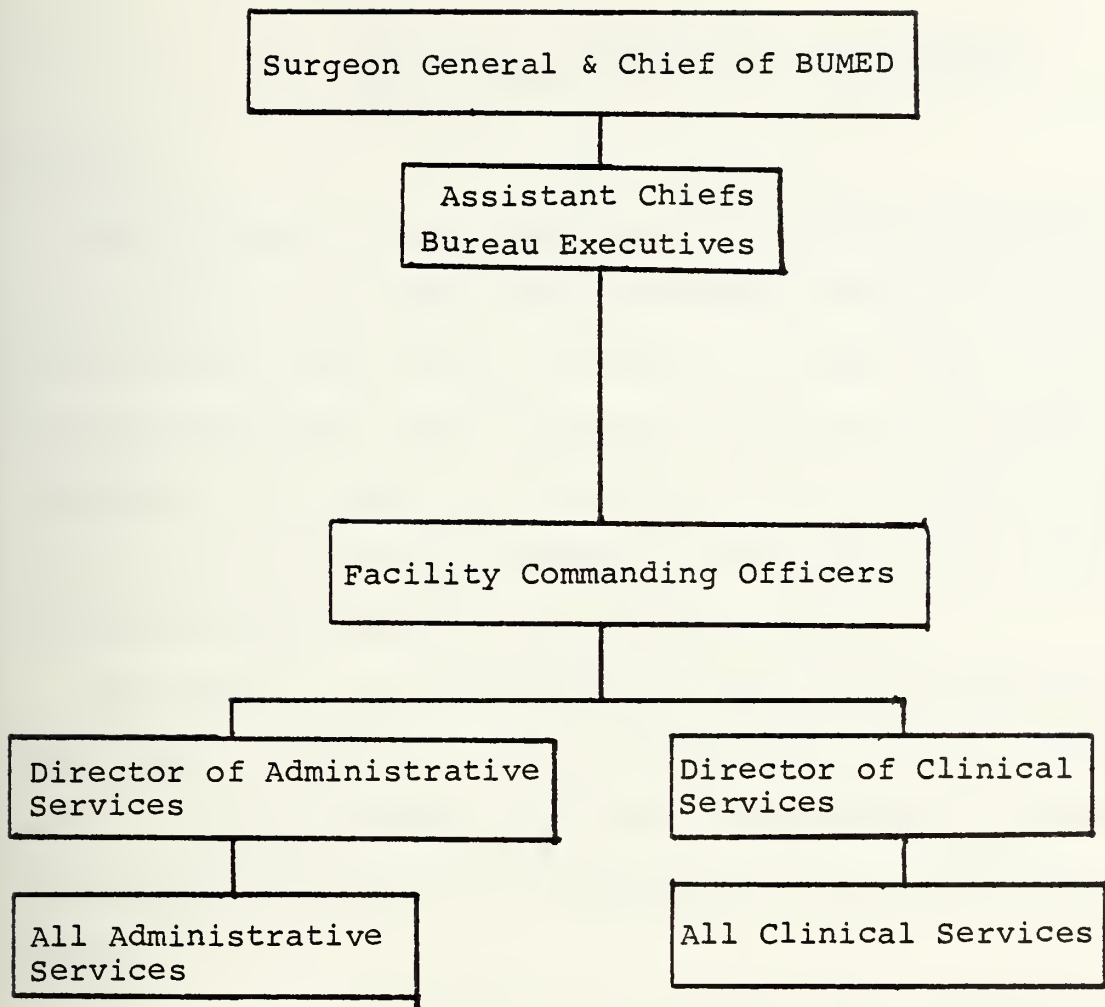 Surgeon General & Chief of BUMED
Assistant Chiefs
Bureau Executives
Facility Commanding Officers
Director of Administrative
Services
Director of Clinical
Services
All Administrative
Services
All Clinical Services